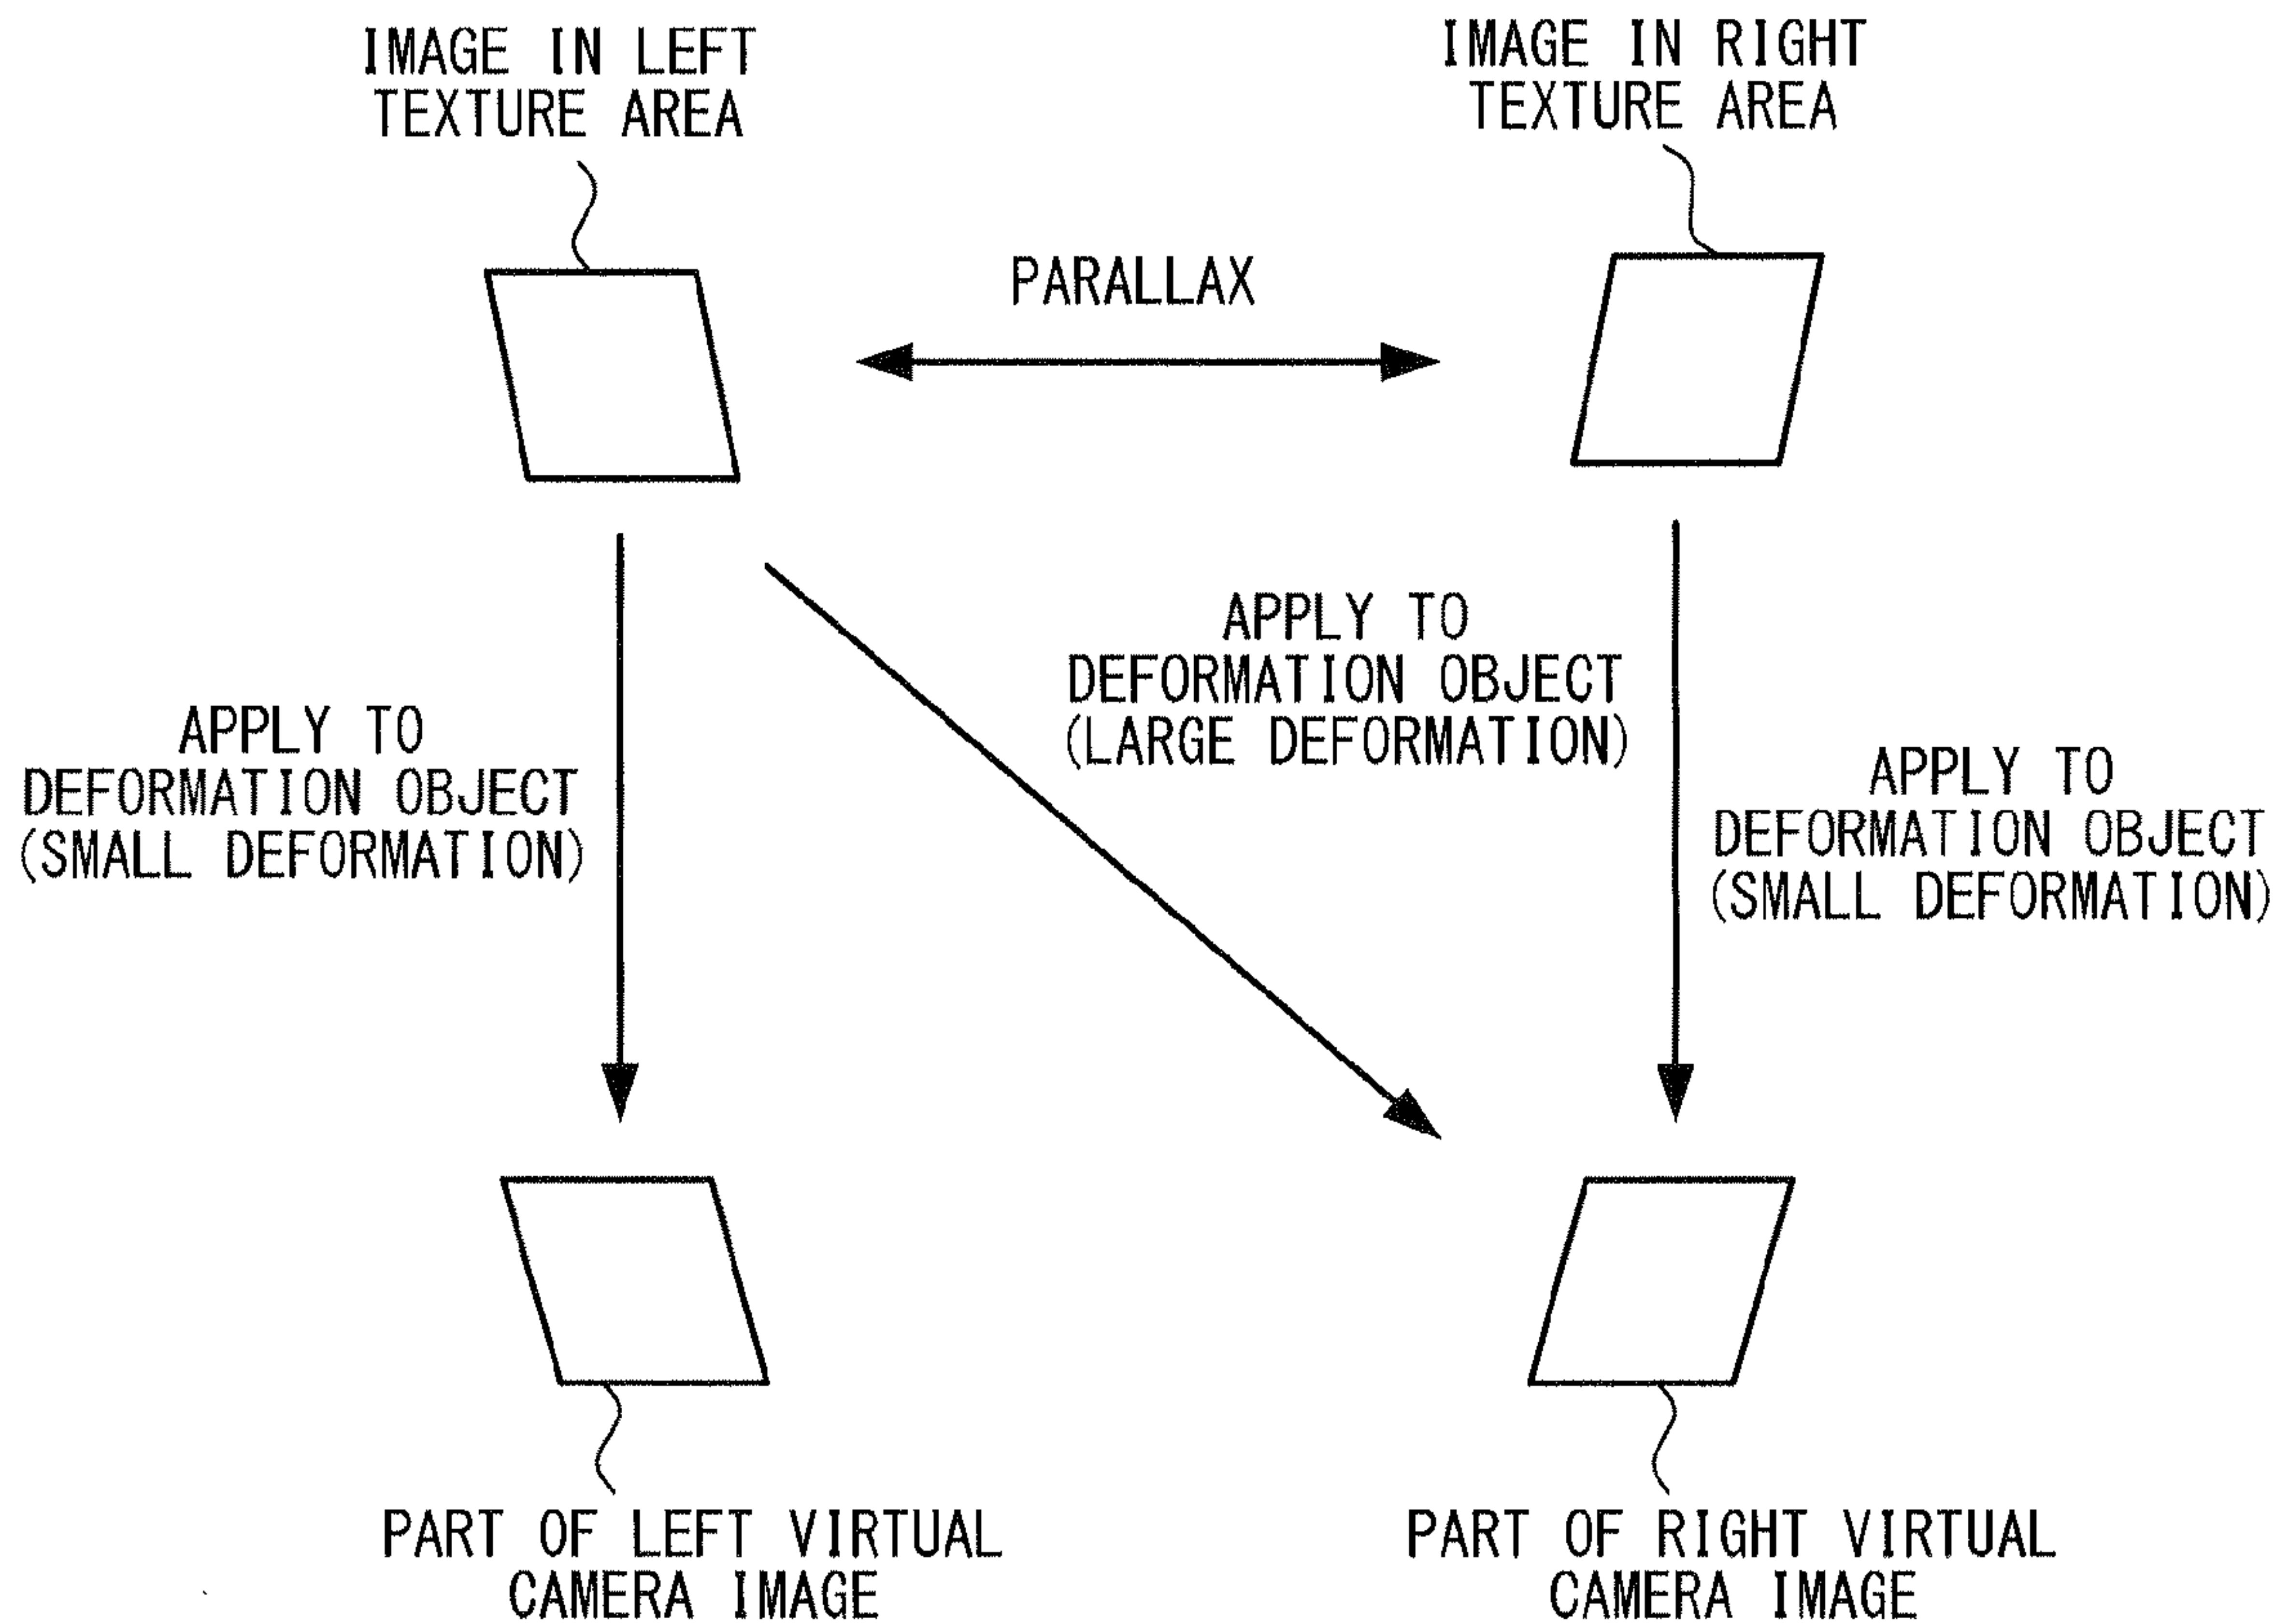 IMAGE IN LEFT
TEXTURE AREA
IMAGE IN RIGHT
TEXTURE AREA
PARALLAX
APPLY TO
DEFORMATION OBJECT
(LARGE DEFORMATION)
APPLY TO
DEFORMATION OBJECT
(SMALL DEFORMATION)
APPLY TO
DEFORMATION OBJECT
(SMALL DEFORMATION)
PART OF LEFT VIRTUAL
CAMERA IMAGE
PART OF RIGHT VIRTUAL
CAMERA IMAGE